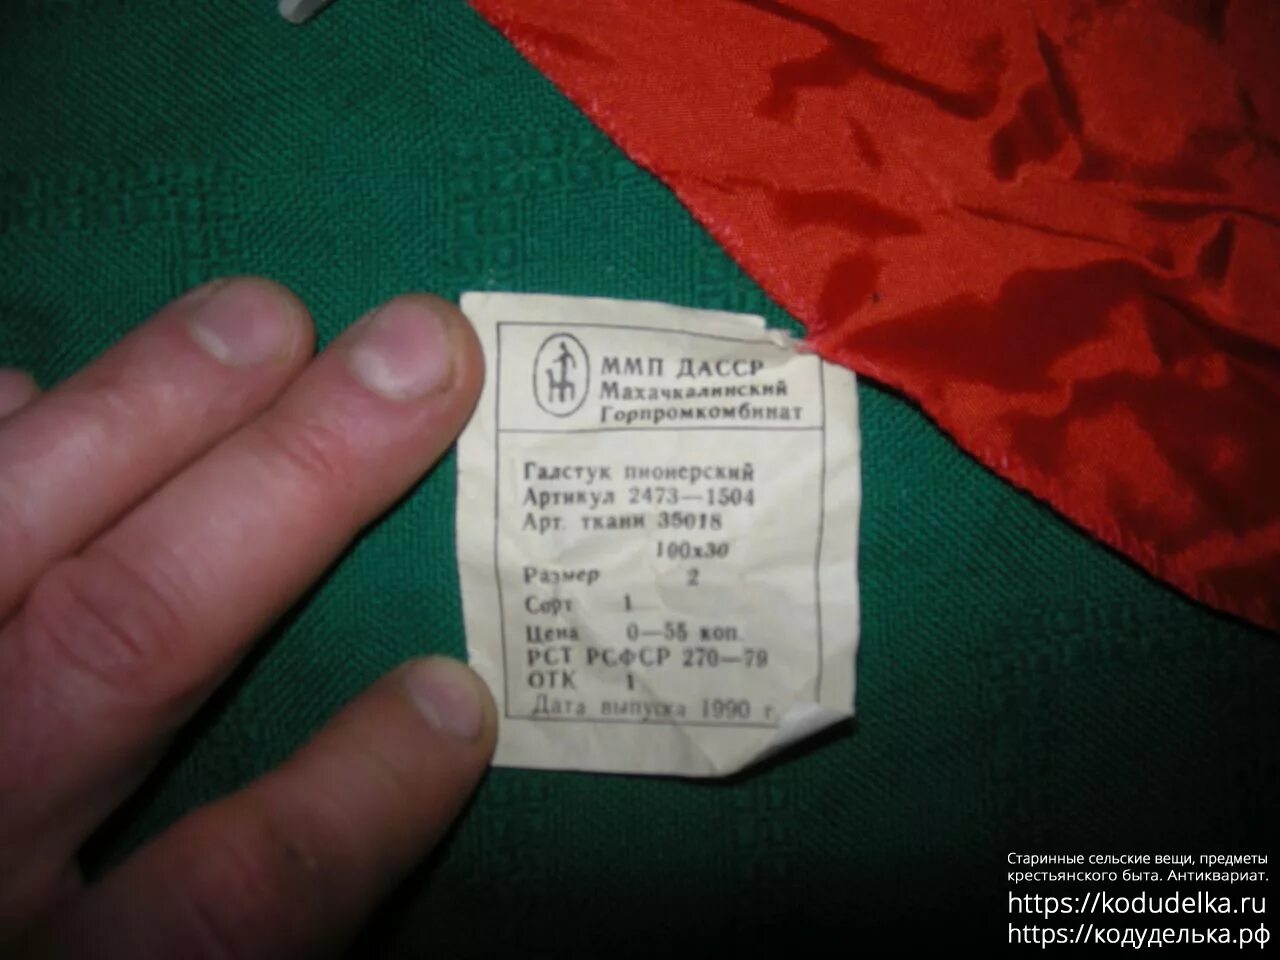 ММП ДАССР
Махачкалинский
Горпромкомбинат
Галстук пионерский
Артикул 2473—1504
Арт. ткани 35018
100х30
Размер 2
Сорт 1
Цена 0—55 коп.
РСТ РСФСР 270—79
ОТК 1
Дата выпуска 1990 г.
Старинные сельские вещи, предметы
крестьянского быта. Антиквариат.
https://kodudelka.ru
https://кодуделька.рф